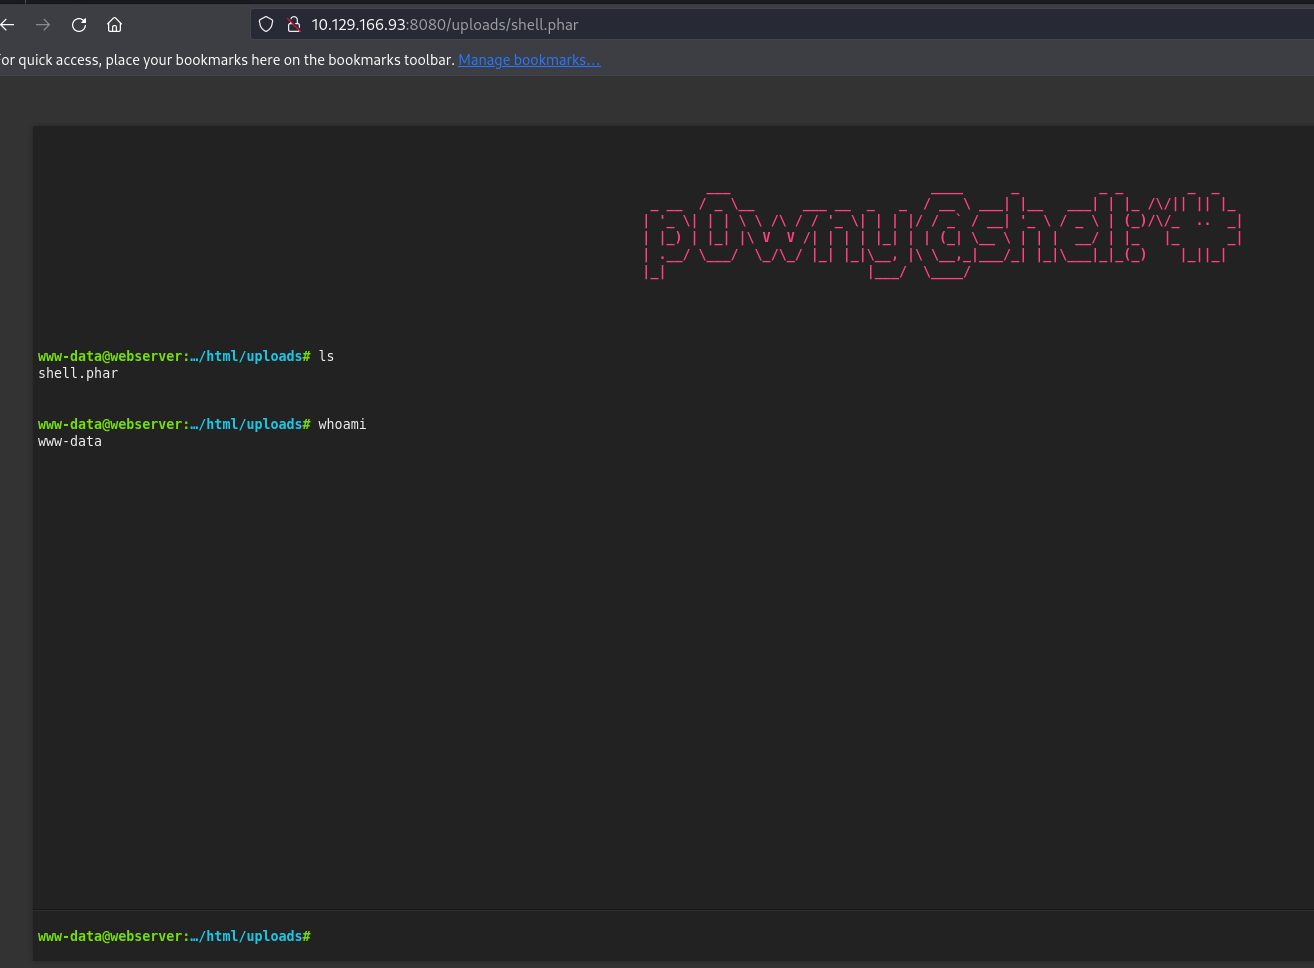 10.129.166.93:8080/uploads/shell.phar
or quick access, place your bookmarks here on the bookmarks toolbar. Manage bookmarks...
p0wny@shell:~#
www-data@webserver:…/html/uploads# ls
shell.phar
www-data@webserver:…/html/uploads# whoami
www-data
www-data@webserver:…/html/uploads#